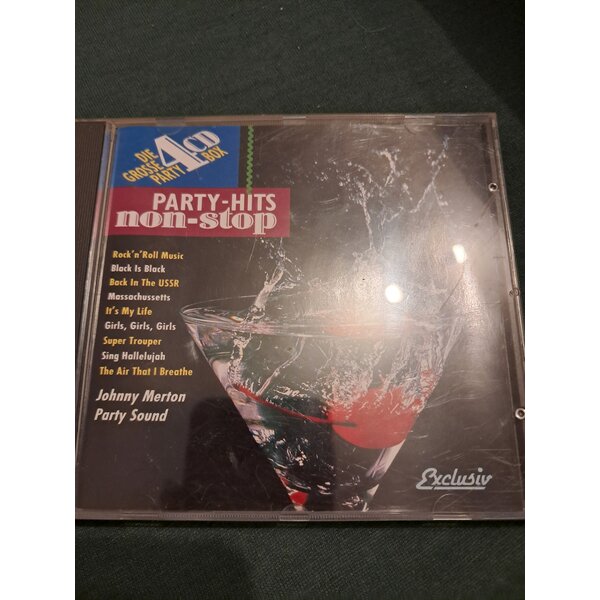 DIE
GROSSE
PARTY
4CD
BOX
PARTY-HITS
non-stop
Rock'n'Roll Music
Black Is Black
Back In The USSR
Massachussetts
It's My Life
Girls, Girls, Girls
Super Trouper
Sing Hallelujah
The Air That I Breathe
Johnny Merton
Party Sound
Exclusiv